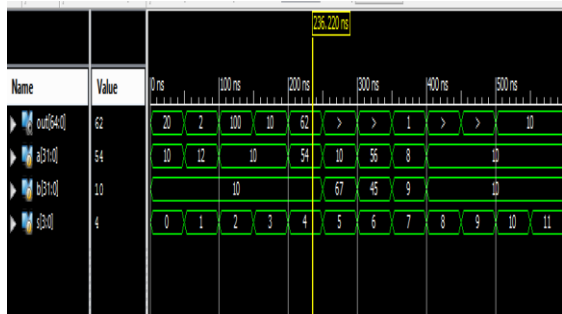 236.220 ns
Name Value 0 ns 100 ns 200 ns 300 ns 400 ns 500 ns
out[64:0] 62 20 2 100 10 62 > > 1 > > 10
a[31:0] 54 10 12 10 54 10 56 8 10
b[31:0] 10 10 67 45 9 10
s[3:0] 4 0 1 2 3 4 5 6 7 8 9 10 11